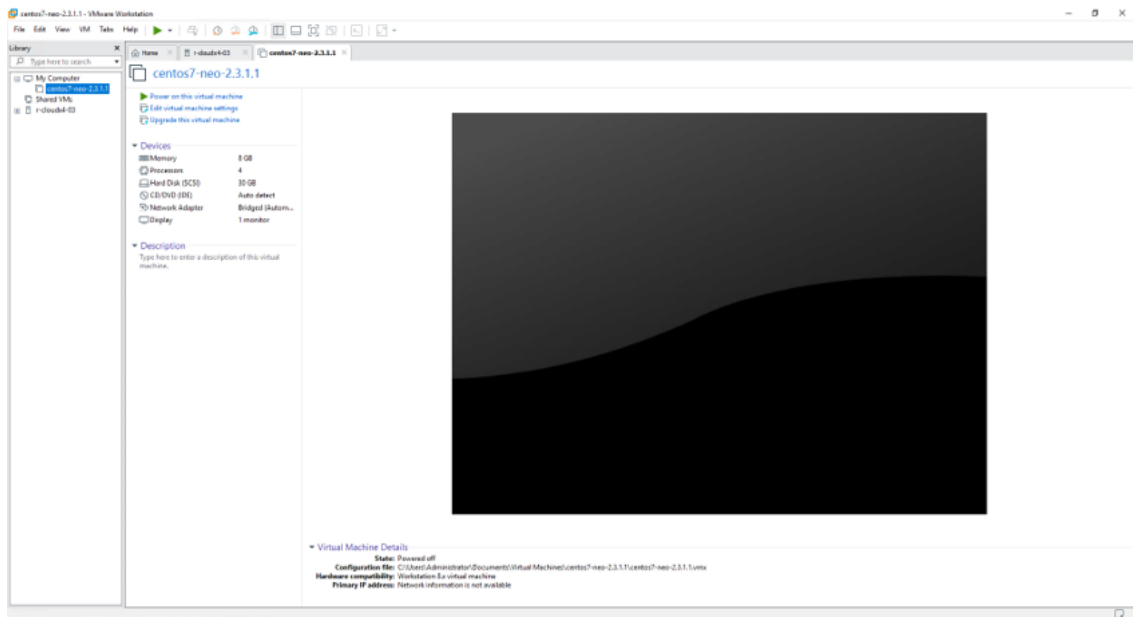 centos7-neo-2.3.1.1 - VMware Workstation
File Edit View VM Tabs Help
Library
Type here to search
My Computer
centos7-neo-2.3.1.1
Shared VMs
r-cloudx4-03
Home
r-cloudx4-03
centos7-neo-2.3.1.1
centos7-neo-2.3.1.1
Power on this virtual machine
Edit virtual machine settings
Upgrade this virtual machine
Devices
Memory 8 GB
Processors 4
Hard Disk (SCSI) 30 GB
CD/DVD (IDE) Auto detect
Network Adapter Bridged (Autom...
Display 1 monitor
Description
Type here to enter a description of this virtual
machine.
Virtual Machine Details
State: Powered off
Configuration file: C:\Users\Administrator\Documents\Virtual Machines\centos7-neo-2.3.1.1\centos7-neo-2.3.1.1.vmx
Hardware compatibility: Workstation 8.x virtual machine
Primary IP address: Network information is not available